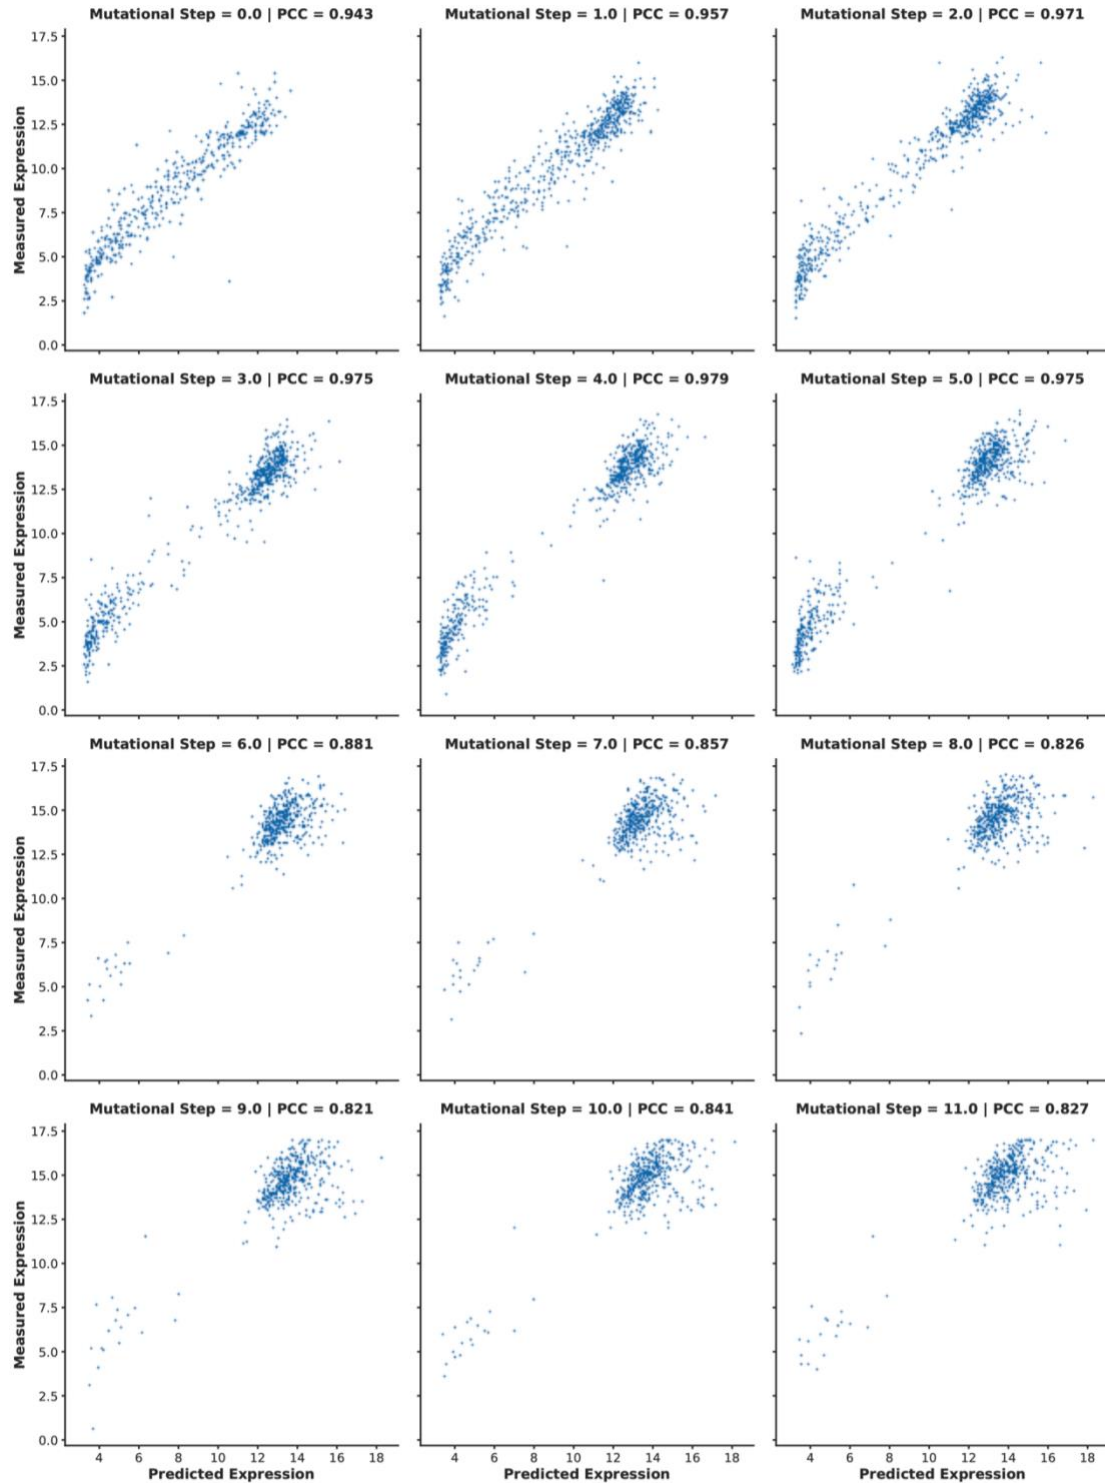 Mutational Step = 0.0 | PCC = 0.943
Mutational Step = 1.0 | PCC = 0.957
Mutational Step = 2.0 | PCC = 0.971
17.5
15.0
12.5
10.0
7.5
5.0
2.5
0.0
Measured Expression
Mutational Step = 3.0 | PCC = 0.975
Mutational Step = 4.0 | PCC = 0.979
Mutational Step = 5.0 | PCC = 0.975
17.5
15.0
12.5
10.0
7.5
5.0
2.5
0.0
Measured Expression
Mutational Step = 6.0 | PCC = 0.881
Mutational Step = 7.0 | PCC = 0.857
Mutational Step = 8.0 | PCC = 0.826
17.5
15.0
12.5
10.0
7.5
5.0
2.5
0.0
Measured Expression
Mutational Step = 9.0 | PCC = 0.821
Mutational Step = 10.0 | PCC = 0.841
Mutational Step = 11.0 | PCC = 0.827
17.5
15.0
12.5
10.0
7.5
5.0
2.5
0.0
Measured Expression
4 6 8 10 12 14 16 18
4 6 8 10 12 14 16 18
4 6 8 10 12 14 16 18
Predicted Expression
Predicted Expression
Predicted Expression